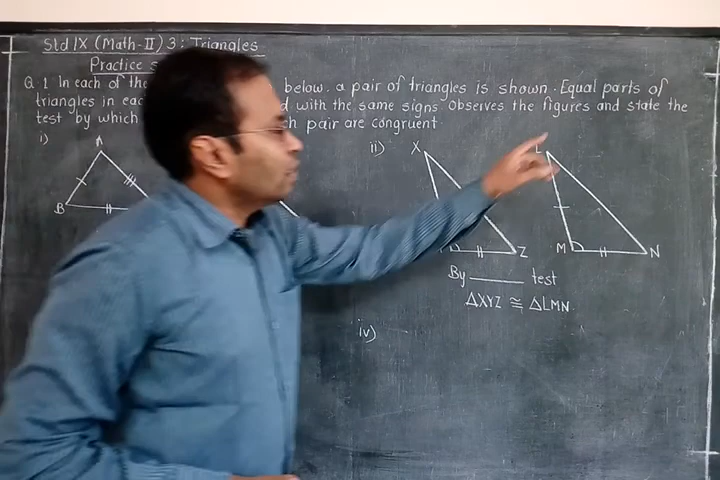 Std IX (Math-II) 3: Triangles
Practice
Q.1 In each of the below. a pair of triangles is shown. Equal parts of
triangles in with the same signs Observes the figures and state the
test by which pair are congruent
i) ii)
A X L
B Z M N
By ______ test
ΔXYZ ≅ ΔLMN
iv)